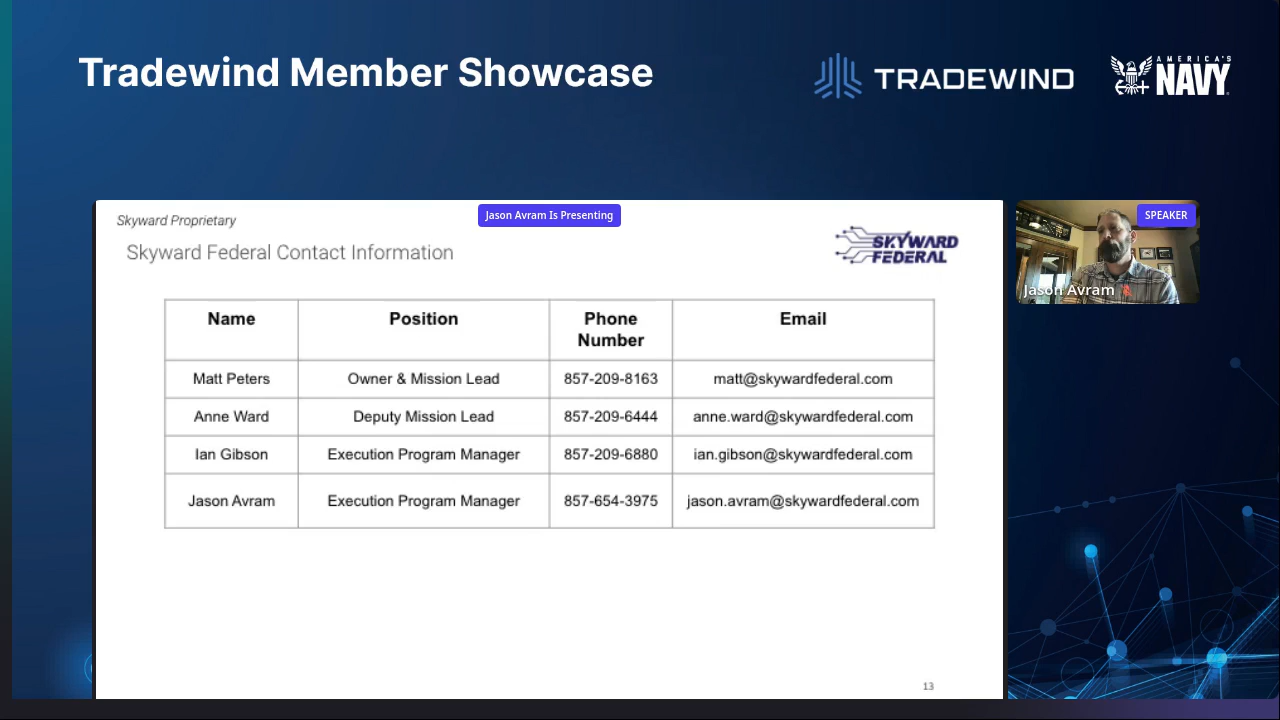 Tradewind Member Showcase
TRADEWIND
AMERICA'S
NAVY
Skyward Proprietary
Jason Avram Is Presenting
Skyward Federal Contact Information
SKYWARD
FEDERAL
SPEAKER
Jason Avram
Name Position Phone Number Email
Matt Peters Owner & Mission Lead 857-209-8163 matt@skywardfederal.com
Anne Ward Deputy Mission Lead 857-209-6444 anne.ward@skywardfederal.com
Ian Gibson Execution Program Manager 857-209-6880 ian.gibson@skywardfederal.com
Jason Avram Execution Program Manager 857-654-3975 jason.avram@skywardfederal.com
13